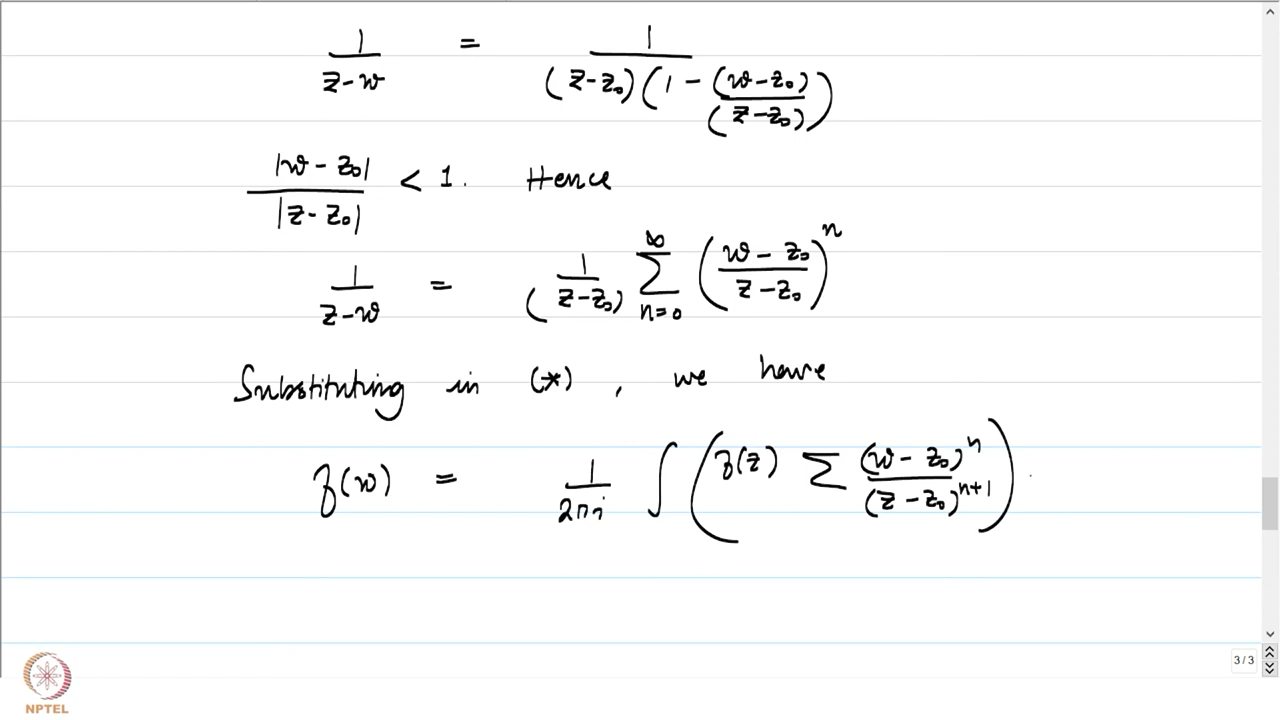 1/(z-w) = 1/((z-z₀)(1-(w-z₀)/(z-z₀)))
|w-z₀|/|z-z₀| < 1. Hence
1/(z-w) = 1/(z-z₀) ∑_{n=0}^{∞} ((w-z₀)/(z-z₀))^n
Substituting in (*), we have
f(w) = 1/(2πi) ∫ (f(z) ∑ (w-z₀)^n/(z-z₀)^{n+1})
3 / 3
NPTEL